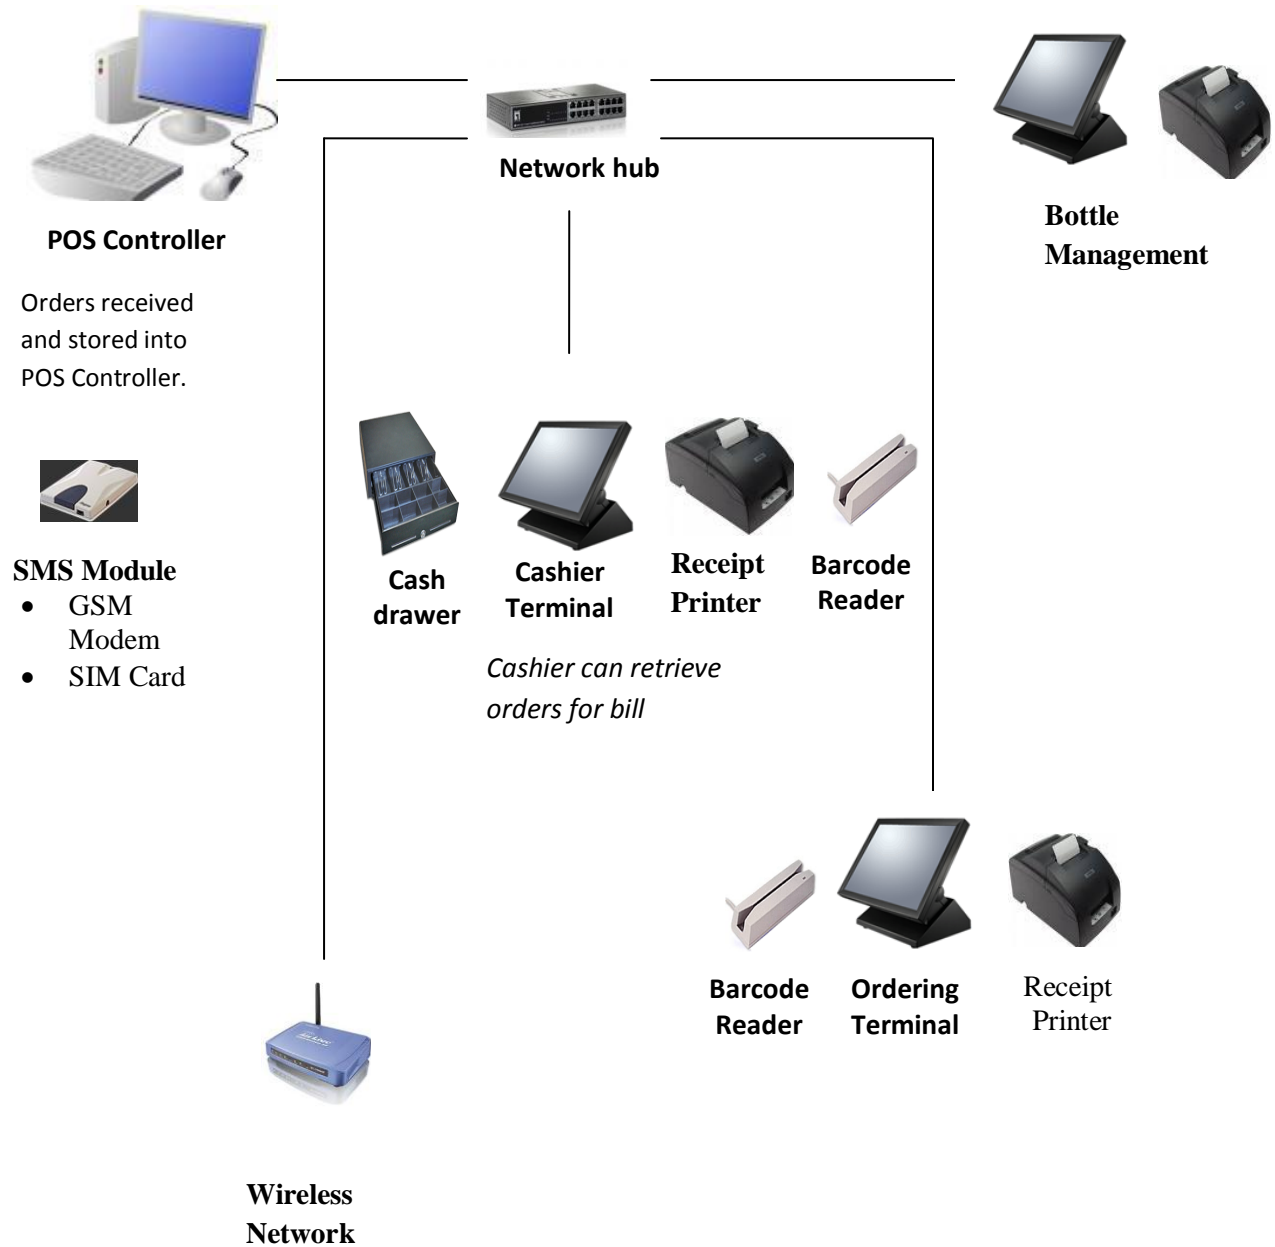 Network hub
POS Controller
Bottle
Management
Orders received
and stored into
POS Controller.
SMS Module
• GSM
Modem
• SIM Card
Cash
drawer
Cashier
Terminal
Receipt
Printer
Barcode
Reader
Cashier can retrieve
orders for bill
Barcode
Reader
Ordering
Terminal
Receipt
Printer
Wireless
Network